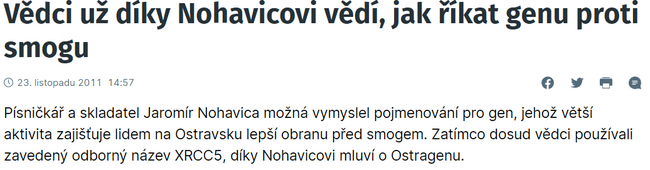 Vědci už díky Nohavicovi vědí, jak říkat genu proti
smogu
23. listopadu 2011 14:57
Písničkář a skladatel Jaromír Nohavica možná vymyslel pojmenování pro gen, jehož větší
aktivita zajišťuje lidem na Ostravsku lepší obranu před smogem. Zatímco dosud vědci používali
zavedený odborný název XRCC5, díky Nohavicovi mluví o Ostragenu.